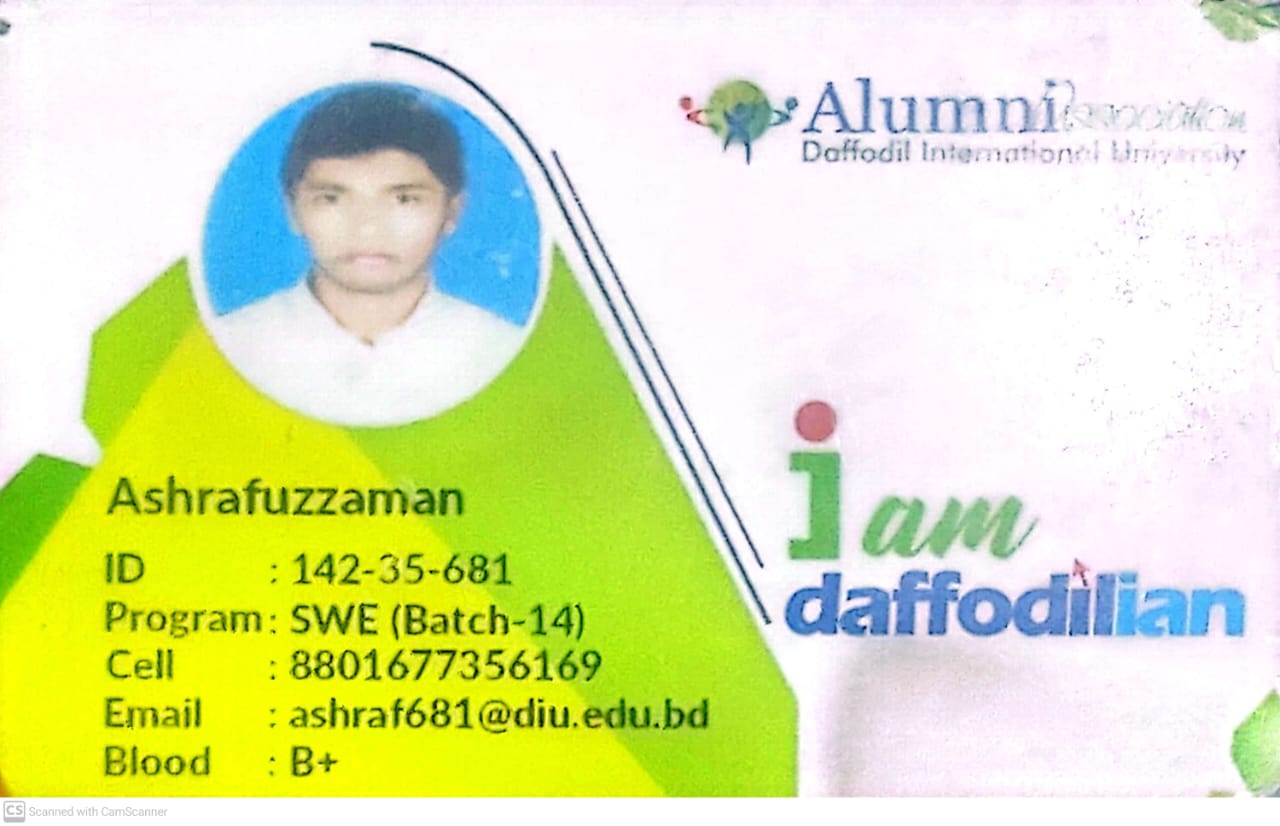 Alumni Association
Daffodil International University
Ashrafuzzaman
ID : 142-35-681
Program : SWE (Batch-14)
Cell : 8801677356169
Email : ashraf681@diu.edu.bd
Blood : B+
i am
daffodilian
CS Scanned with CamScanner